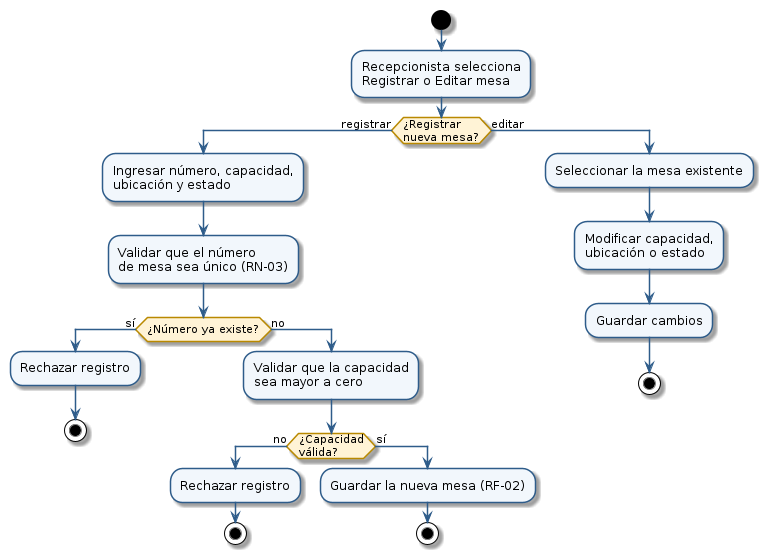 Recepcionista selecciona
Registrar o Editar mesa
registrar
¿Registrar
nueva mesa?
editar
Ingresar número, capacidad,
ubicación y estado
Seleccionar la mesa existente
Validar que el número
de mesa sea único (RN-03)
Modificar capacidad,
ubicación o estado
sí
¿Número ya existe?
no
Guardar cambios
Rechazar registro
Validar que la capacidad
sea mayor a cero
no
¿Capacidad
válida?
sí
Rechazar registro
Guardar la nueva mesa (RF-02)